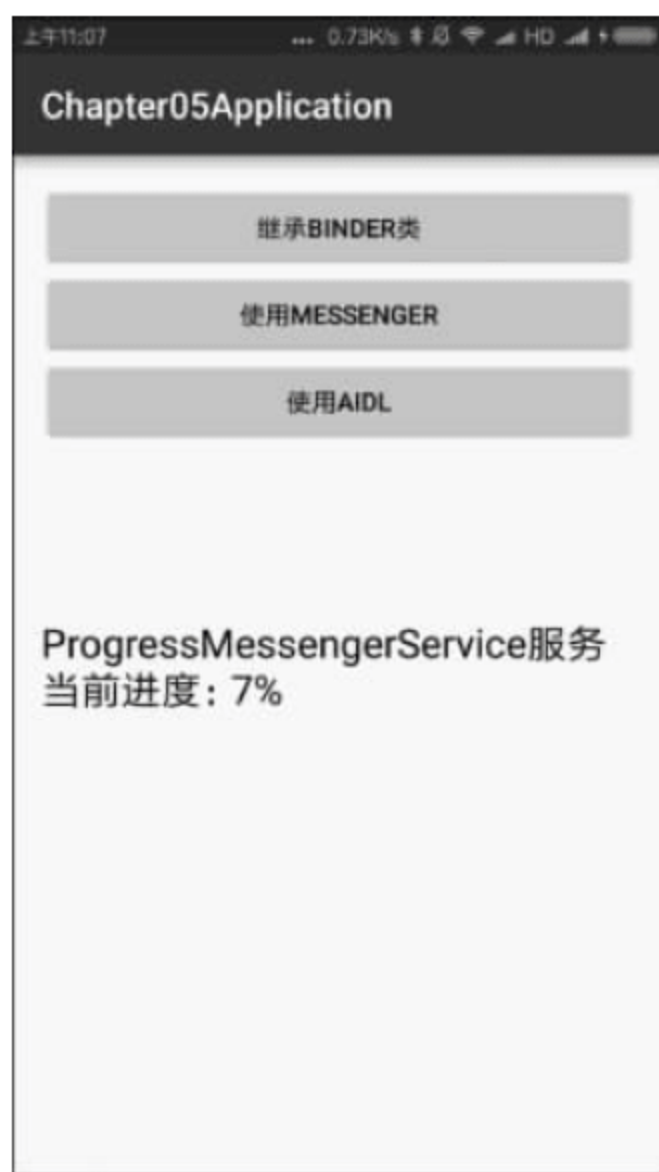 上午11:07 ... 0.73K/s HD
Chapter05Application
继承BINDER类
使用MESSENGER
使用AIDL
ProgressMessengerService服务
当前进度: 7%